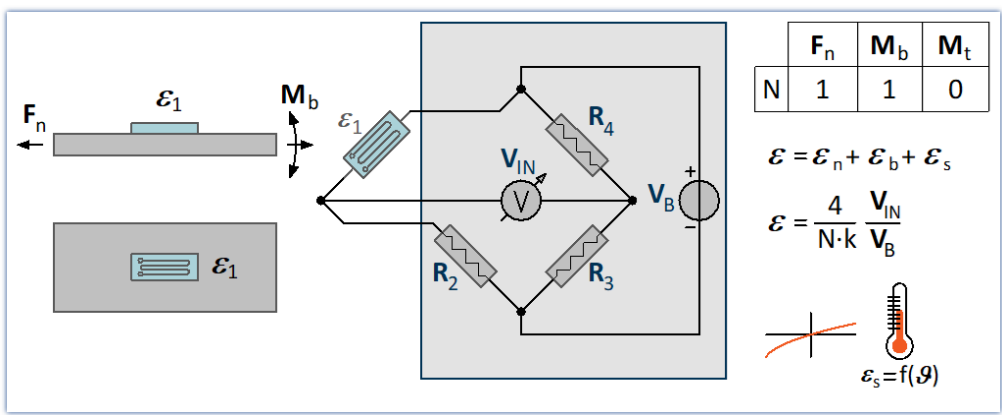 F_n
ε_1
M_b
ε_1
ε_1
V_IN
V
R_4
R_2
R_3
V_B
+
−
F_n M_b M_t
N 1 1 0
ε = ε_n + ε_b + ε_s
ε = 4/(N·k) V_IN/V_B
ε_s = f(ϑ)